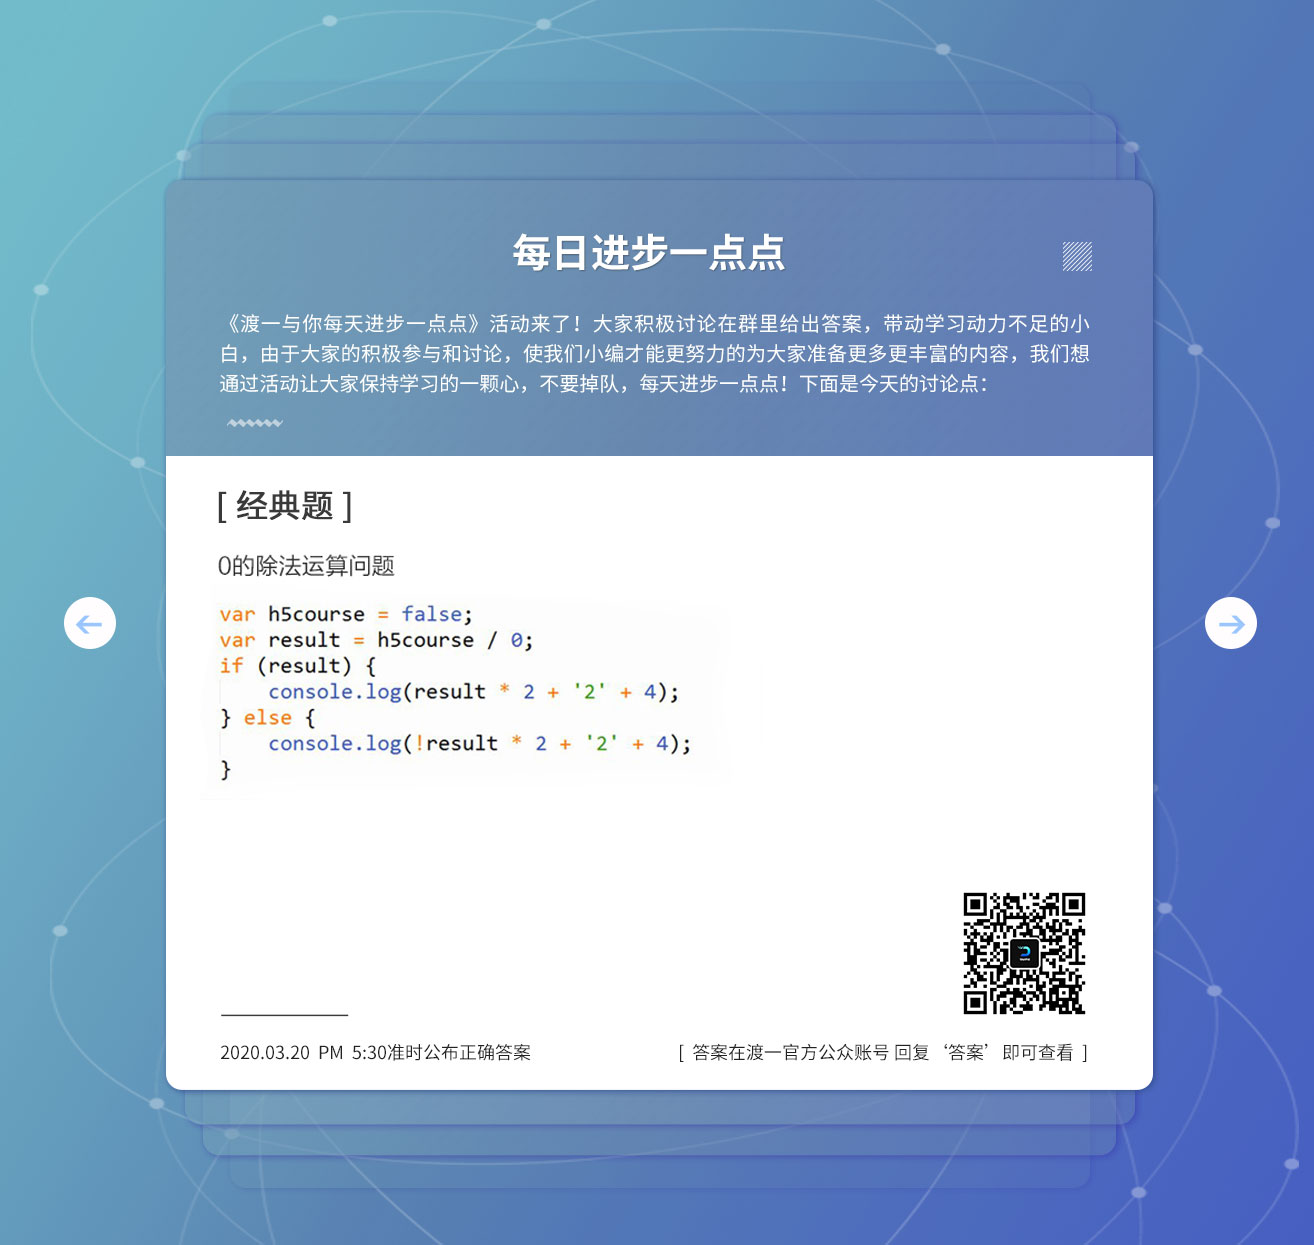 每日进步一点点
《渡一与你每天进步一点点》活动来了！大家积极讨论在群里给出答案，带动学习动力不足的小
白，由于大家的积极参与和讨论，使我们小编才能更努力的为大家准备更多更丰富的内容，我们想
通过活动让大家保持学习的一颗心，不要掉队，每天进步一点点！下面是今天的讨论点：
[ 经典题 ]
0的除法运算问题
var h5course = false;
var result = h5course / 0;
if (result) {
    console.log(result * 2 + '2' + 4);
} else {
    console.log(!result * 2 + '2' + 4);
}
2020.03.20 PM 5:30准时公布正确答案
[ 答案在渡一官方公众账号 回复‘答案’即可查看 ]